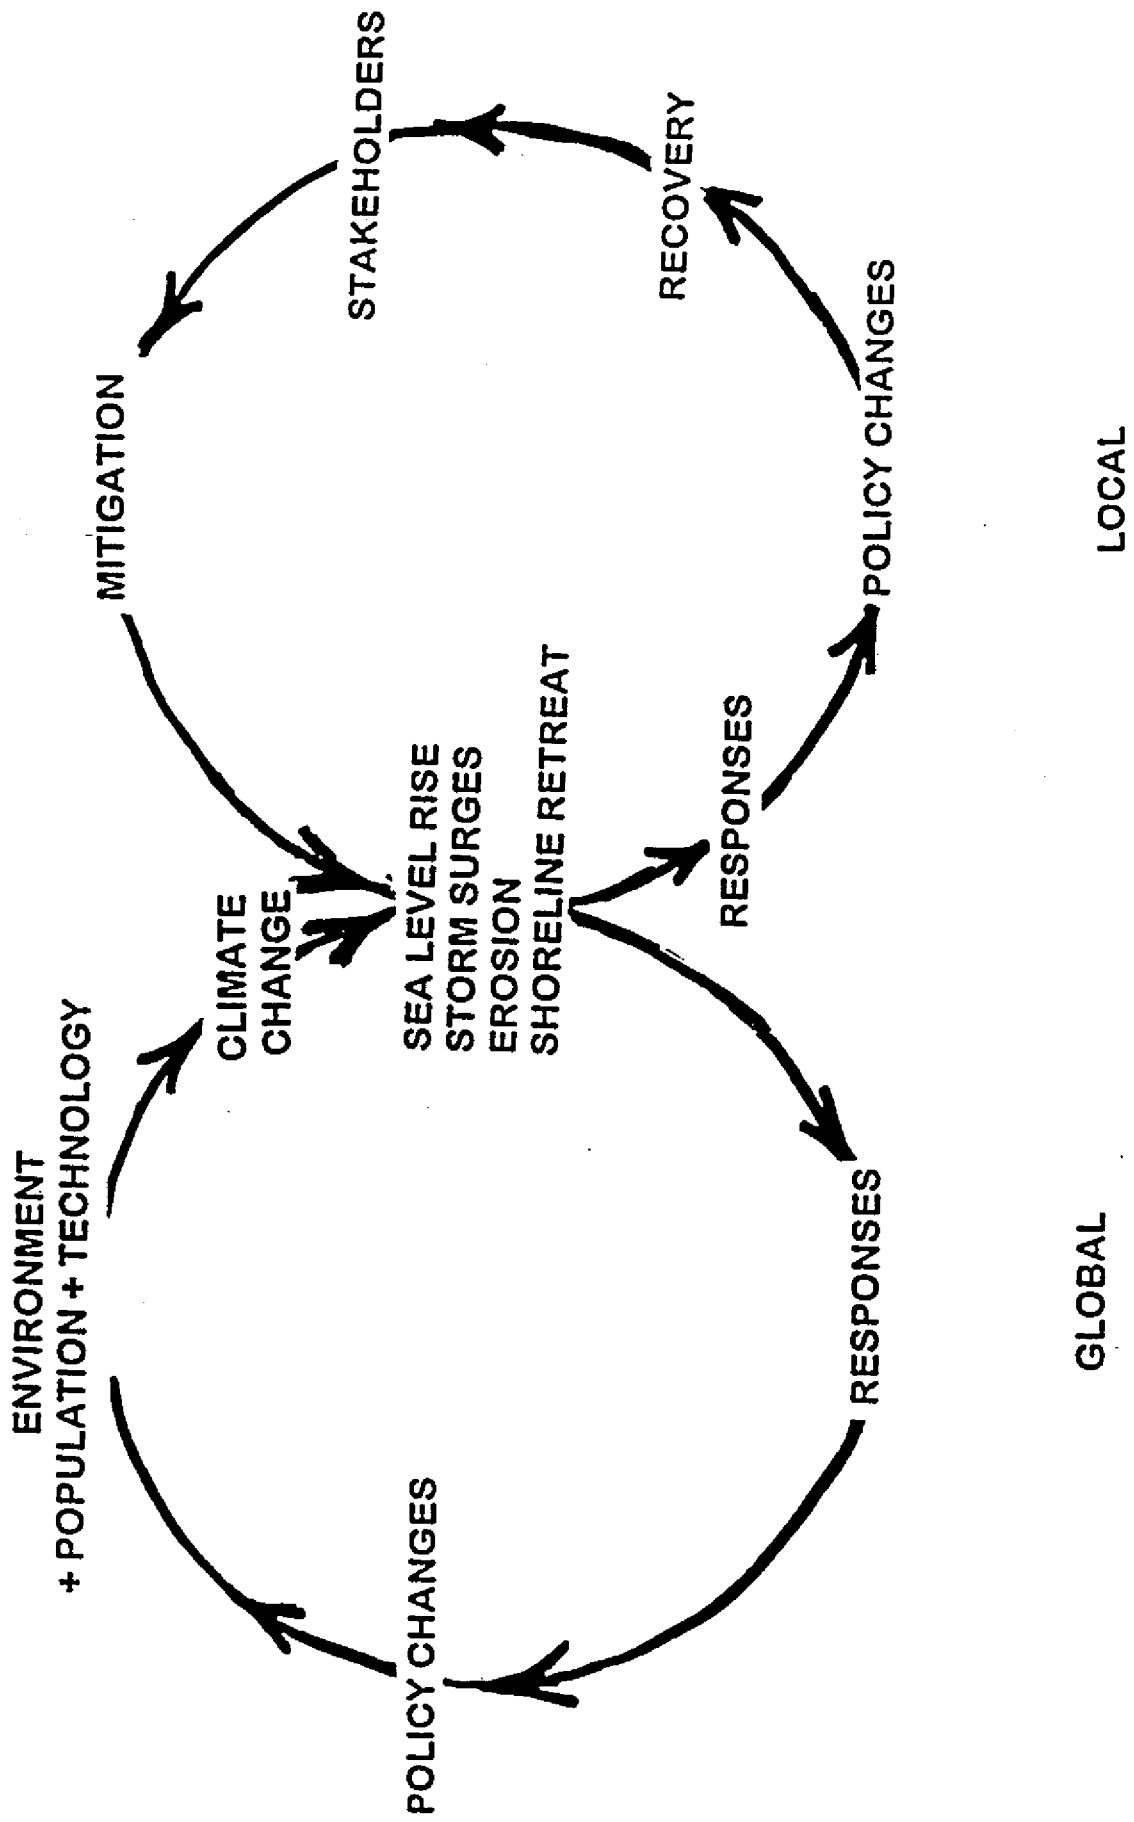 ENVIRONMENT
+ POPULATION + TECHNOLOGY
CLIMATE
CHANGE
SEA LEVEL RISE
STORM SURGES
EROSION
SHORELINE RETREAT
RESPONSES
POLICY CHANGES
GLOBAL
MITIGATION
STAKEHOLDERS
RECOVERY
POLICY CHANGES
RESPONSES
LOCAL